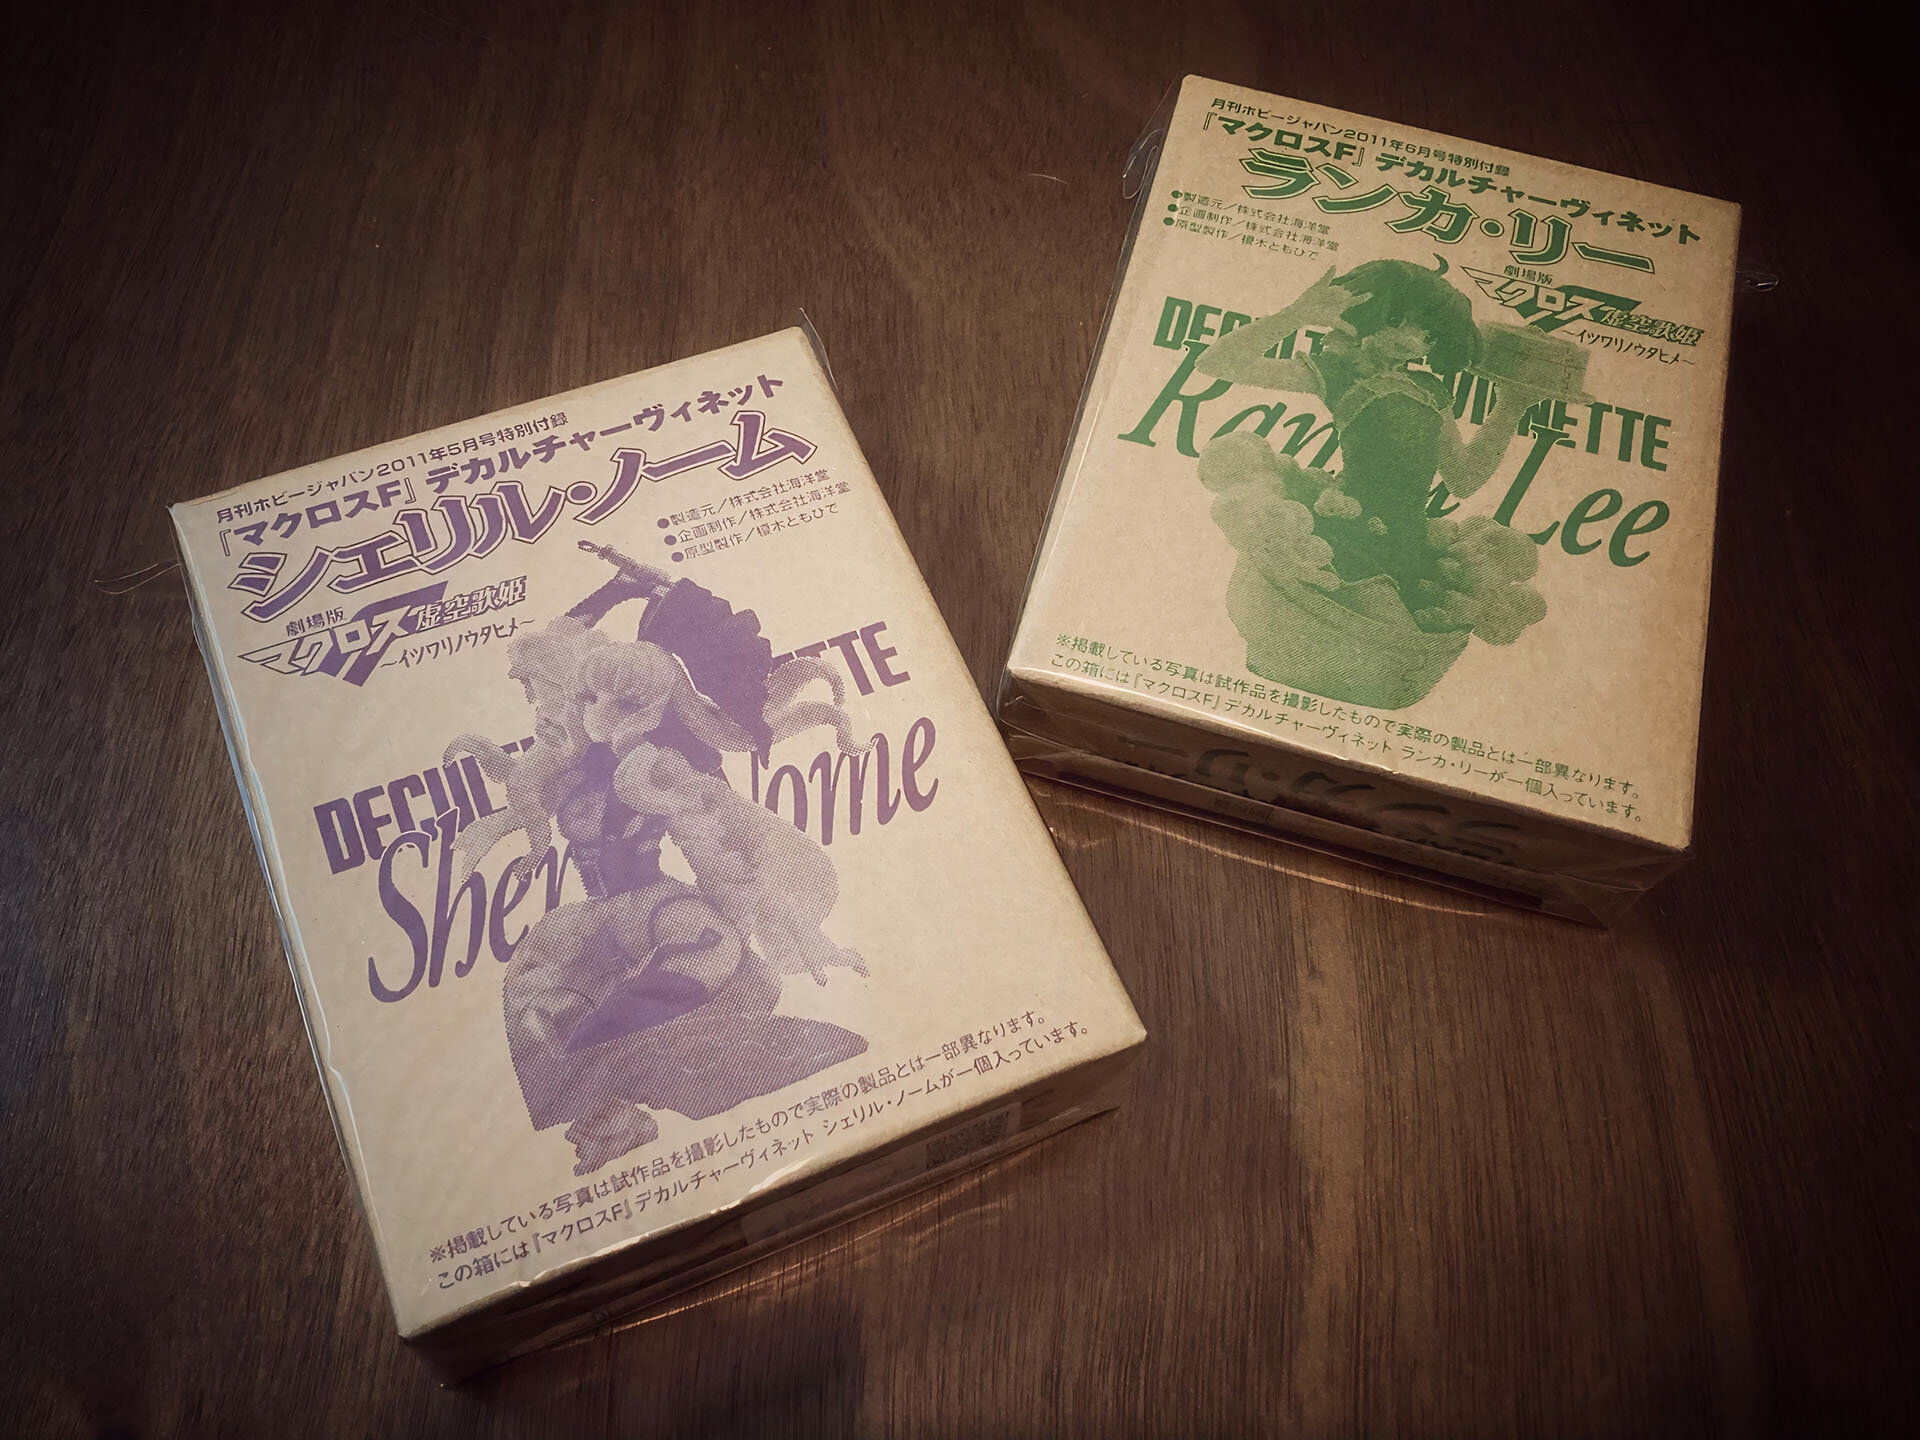 月刊ホビージャパン2011年5月号特別付録
『マクロスF』デカルチャーヴィネット
シェリル・ノーム
●製造元／株式会社海洋堂
●企画制作／株式会社海洋堂
●原型製作／榎木ともひで
劇場版
マクロスF 虚空歌姫
～イツワリノウタヒメ～
DECUL ETTE
Sher ome
※掲載している写真は試作品を撮影したもので実際の製品とは一部異なります。
この箱には『マクロスF』デカルチャーヴィネット シェリル・ノームが一個入っています。
月刊ホビージャパン2011年6月号特別付録
『マクロスF』デカルチャーヴィネット
ランカ・リー
●製造元／株式会社海洋堂
●企画制作／株式会社海洋堂
●原型製作／榎木ともひで
劇場版
マクロスF 虚空歌姫
～イツワリノウタヒメ～
DECULT NETTE
Ranka Lee
※掲載している写真は試作品を撮影したもので実際の製品とは一部異なります。
この箱には『マクロスF』デカルチャーヴィネット ランカ・リーが一個入っています。
ランカ・リー